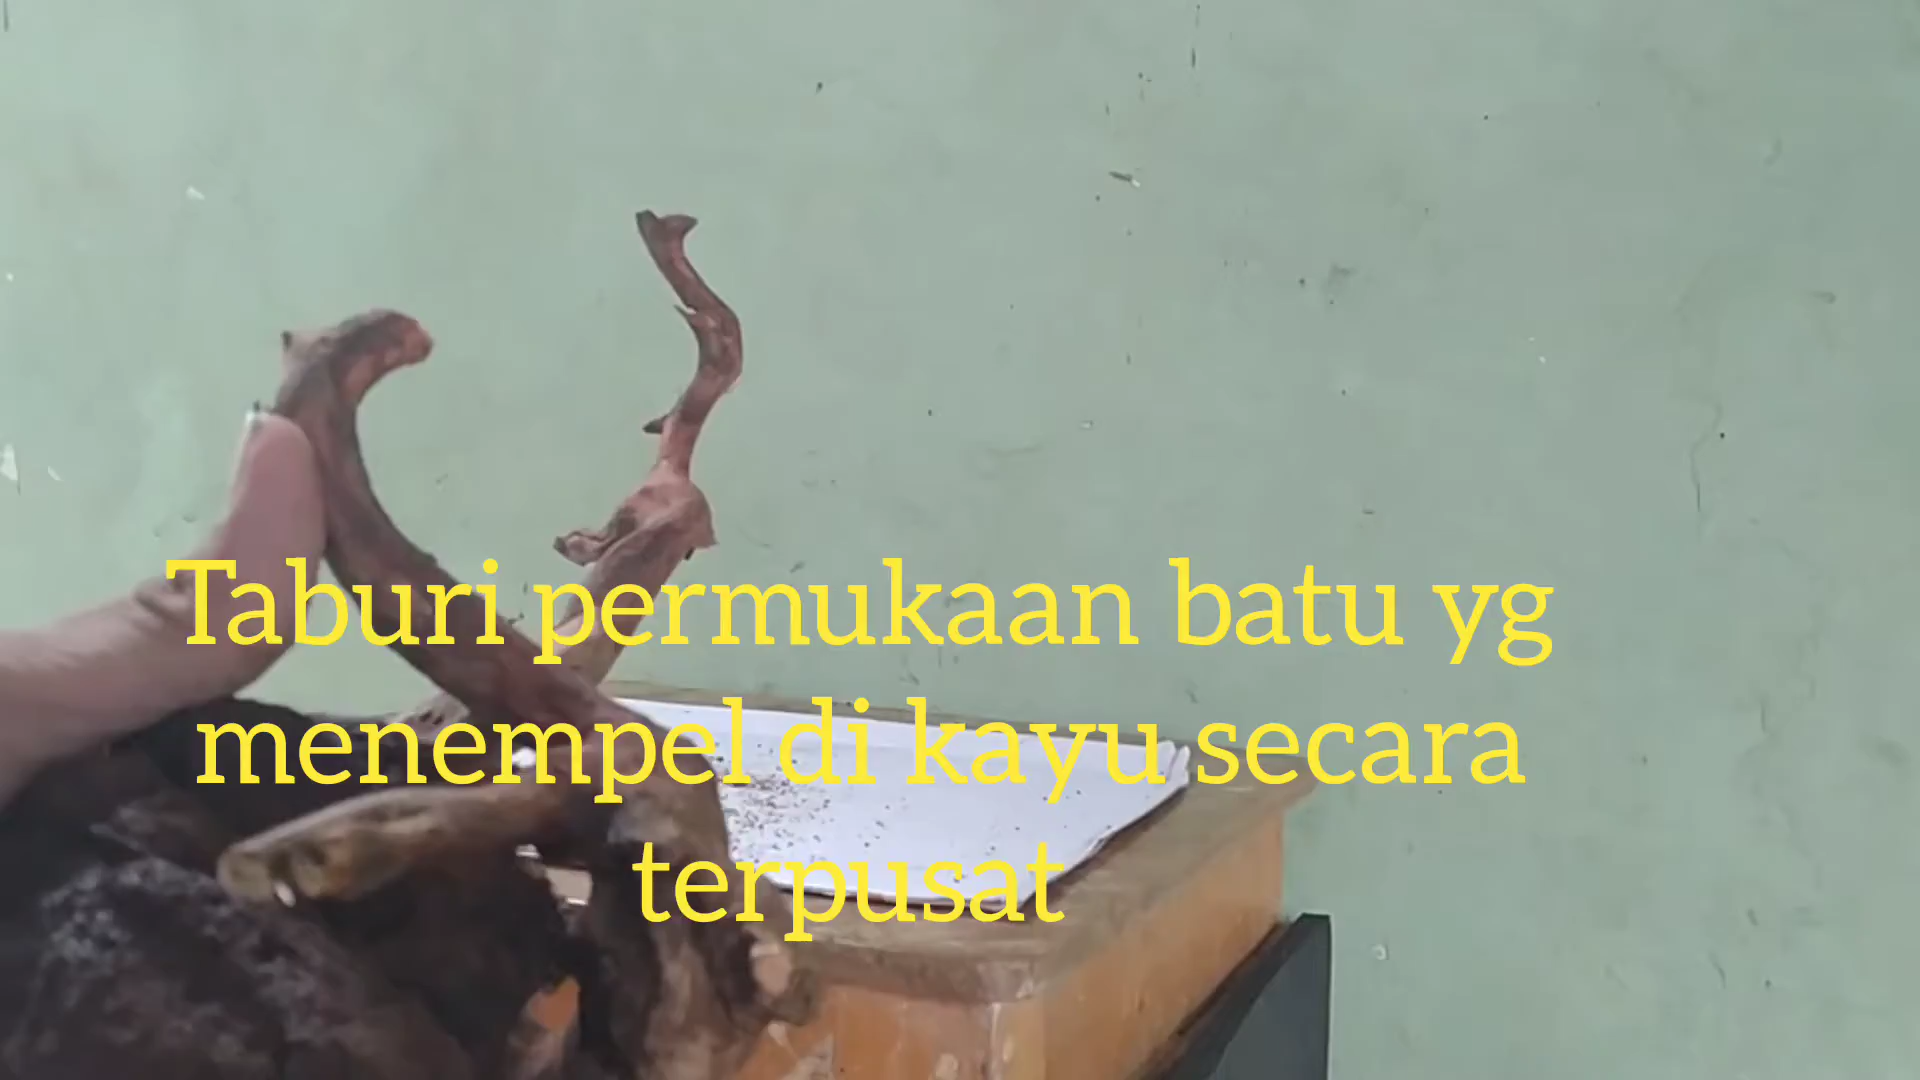 Taburi permukaan batu yg
menempel di kayu secara
terpusat